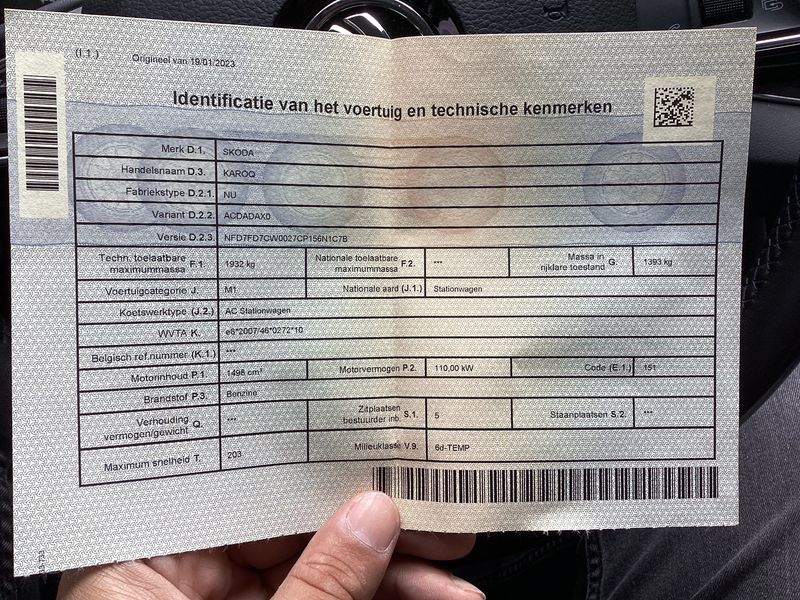 (I.1.) Origineel van 19/01/2023
Identificatie van het voertuig en technische kenmerken
Merk D.1. SKODA
Handelsnaam D.3. KAROQ
Fabriekstype D.2.1. NU
Variant D.2.2. ACDADAX0
Versie D.2.3. NFD7FD7CW0027CP156N1C7B
Techn. toelaatbare maximummassa F.1. 1932 kg Nationale toelaatbare maximummassa F.2. --- Massa in rijklare toestand G. 1393 kg
Voertuigcategorie J. M1 Nationale aard (J.1.) Stationwagen
Koetswerktype (J.2.) AC Stationwagen
WVTA K. e8*2007/46*0272*10
Belgisch ref.nummer (K.1.) ---
Motorinhoud P.1. 1498 cm³ Motorvermogen P.2. 110,00 kW Code (E.1.) 151
Brandstof P.3. Benzine
Verhouding vermogen/gewicht Q. --- Zitplaatsen bestuurder inb. S.1. 5 Staanplaatsen S.2. ---
Maximum snelheid T. 203 Milieuklasse V.9. 6d-TEMP